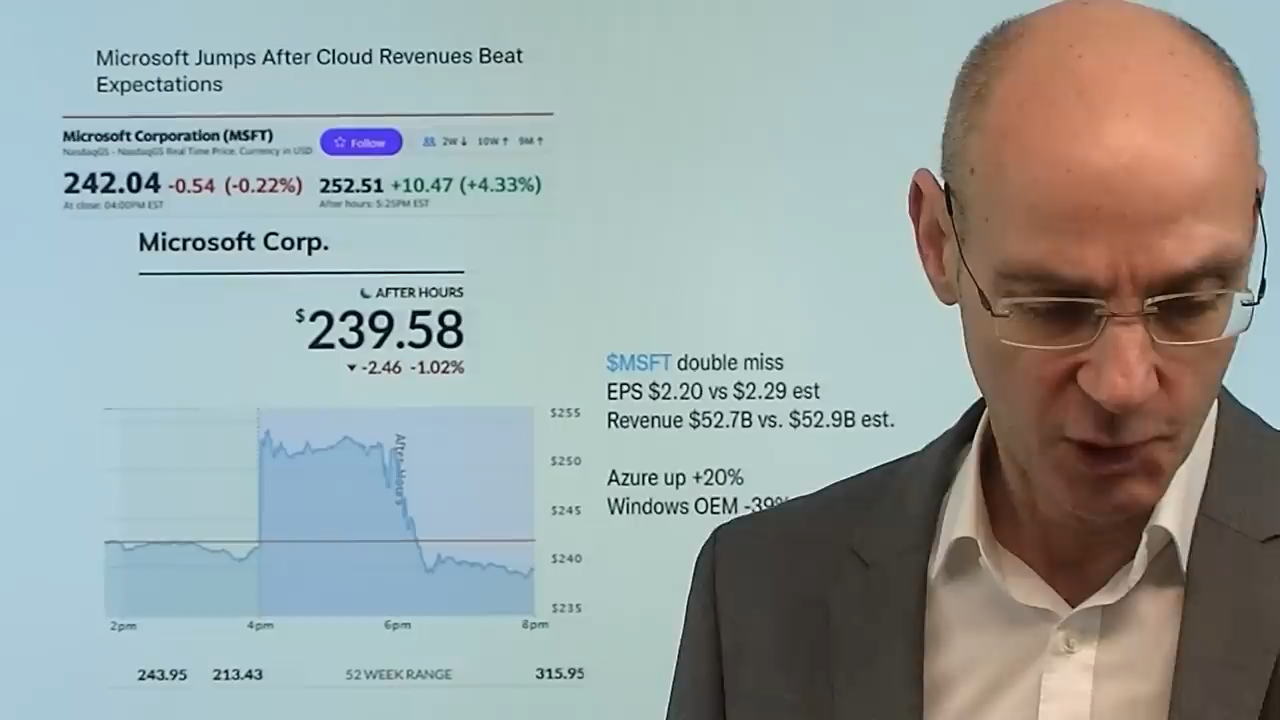 Microsoft Jumps After Cloud Revenues Beat
Expectations
Microsoft Corporation (MSFT)
NasdaqGS - NasdaqGS Real Time Price. Currency in USD
Follow
2W↓ 10W↑ 9M↑
242.04 -0.54 (-0.22%) 252.51 +10.47 (+4.33%)
At close: 04:00PM EST After hours: 5:25PM EST
Microsoft Corp.
AFTER HOURS
$239.58
▼ -2.46 -1.02%
$MSFT double miss
EPS $2.20 vs $2.29 est
Revenue $52.7B vs. $52.9B est.
Azure up +20%
Windows OEM -39%
$255
$250
$245
$240
$235
After Hours
2pm 4pm 6pm 8pm
243.95 213.43 52 WEEK RANGE 315.95